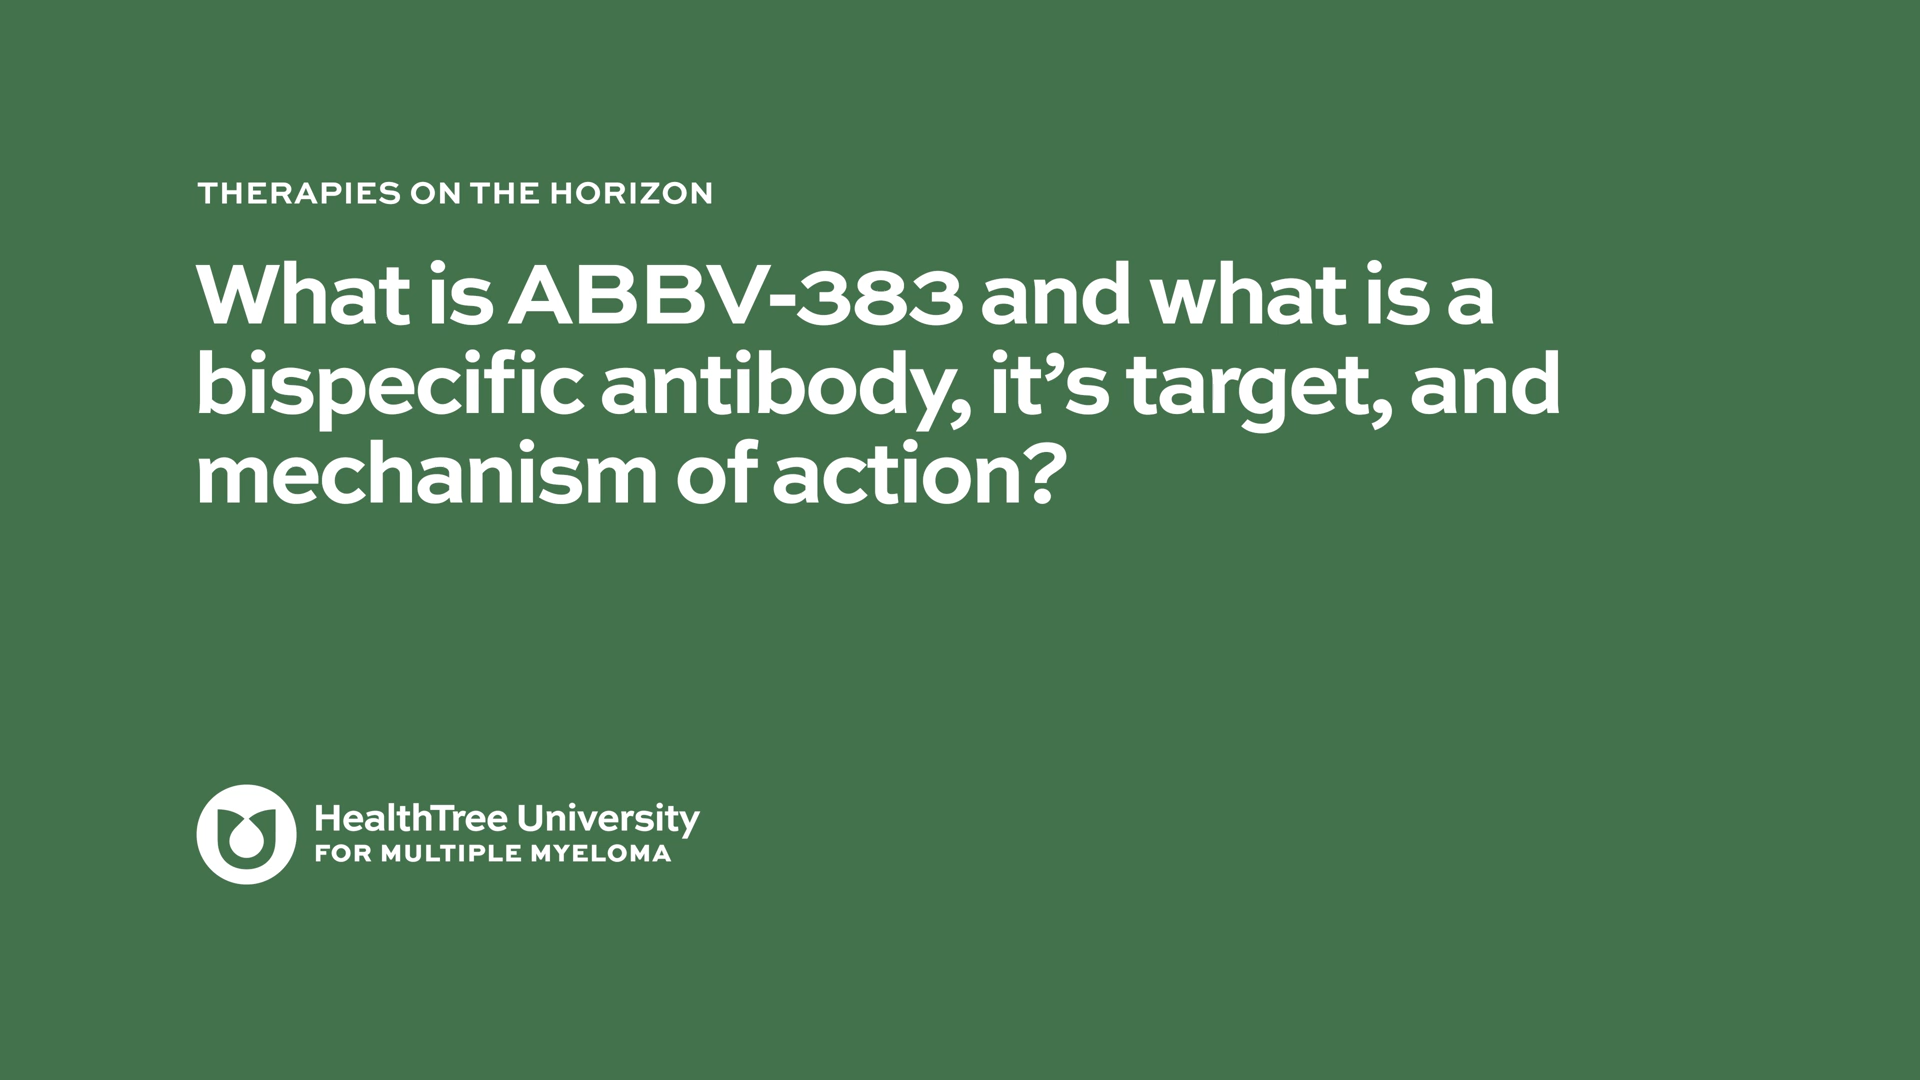 THERAPIES ON THE HORIZON
What is ABBV-383 and what is a
bispecific antibody, it’s target, and
mechanism of action?
HealthTree University
FOR MULTIPLE MYELOMA